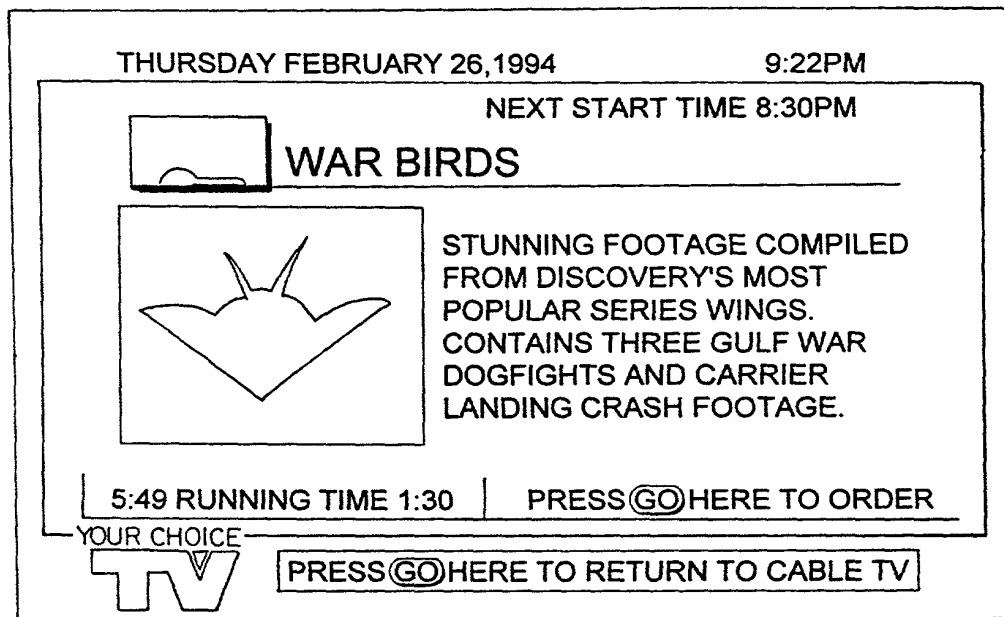 THURSDAY FEBRUARY 26,1994 9:22PM
NEXT START TIME 8:30PM
WAR BIRDS
STUNNING FOOTAGE COMPILED
FROM DISCOVERY'S MOST
POPULAR SERIES WINGS.
CONTAINS THREE GULF WAR
DOGFIGHTS AND CARRIER
LANDING CRASH FOOTAGE.
5:49 RUNNING TIME 1:30 PRESS GO HERE TO ORDER
YOUR CHOICE
TV
PRESS GO HERE TO RETURN TO CABLE TV